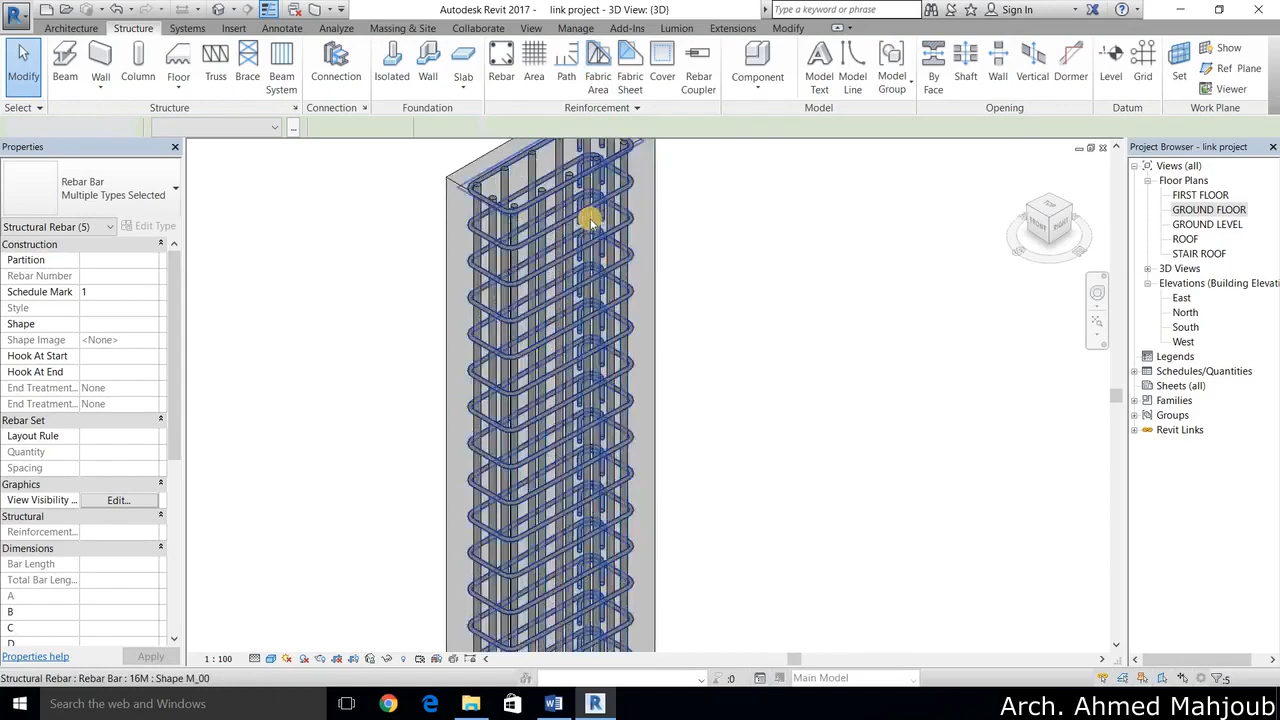 Autodesk Revit 2017 - link project - 3D View: {3D}
Type a keyword or phrase
Sign In
Architecture Structure Systems Insert Annotate Analyze Massing & Site Collaborate View Manage Add-Ins Lumion Extensions Modify
Modify
Beam Wall Column Floor Truss Brace Beam System
Connection
Isolated Wall Slab
Rebar Area Path Fabric Area Fabric Sheet Cover Rebar Coupler
Component
Model Text Model Line Model Group
By Face Shaft Wall Vertical Dormer
Level Grid
Set Show
Ref Plane
Viewer
Select Structure Connection Foundation Reinforcement Model Opening Datum Work Plane
Properties
Rebar Bar
Multiple Types Selected
Structural Rebar (5) Edit Type
Construction
Partition
Rebar Number
Schedule Mark 1
Style
Shape
Shape Image <None>
Hook At Start
Hook At End
End Treatment... None
End Treatment... None
Rebar Set
Layout Rule
Quantity
Spacing
Graphics
View Visibility ... Edit...
Structural
Reinforcement...
Dimensions
Bar Length
Total Bar Leng...
A
B
C
D
Properties help Apply
TOP
FRONT
RIGHT
Project Browser - link project
Views (all)
Floor Plans
FIRST FLOOR
GROUND FLOOR
GROUND LEVEL
ROOF
STAIR ROOF
3D Views
Elevations (Building Elevati
East
North
South
West
Legends
Schedules/Quantities
Sheets (all)
Families
Groups
Revit Links
1 : 100
Structural Rebar : Rebar Bar : 16M : Shape M_00
:0
Main Model
:5
Search the web and Windows
Arch. Ahmed Mahjoub